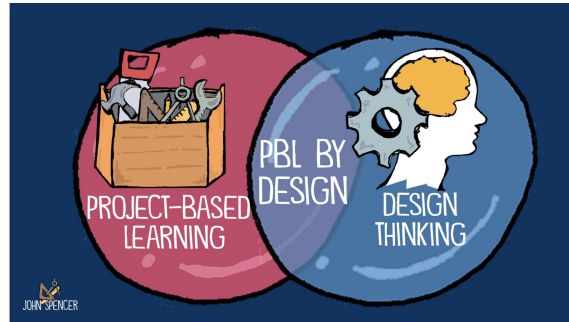 PROJECT-BASED
LEARNING
PBL BY
DESIGN
DESIGN
THINKING
JOHN SPENCER